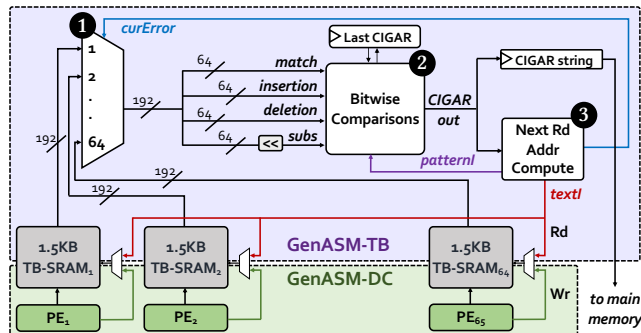 1
curError
1
2
.
.
64
192
192
192
192
64
match
64
insertion
64
deletion
64
<<
subs
Last CIGAR
2
Bitwise
Comparisons
CIGAR
out
CIGAR string
3
Next Rd
Addr
Compute
patternI
textI
Rd
1.5KB
TB-SRAM₁
1.5KB
TB-SRAM₂
GenASM-TB
1.5KB
TB-SRAM₆₄
GenASM-DC
Wr
PE₁
PE₂
PE₆₅
to main
memory